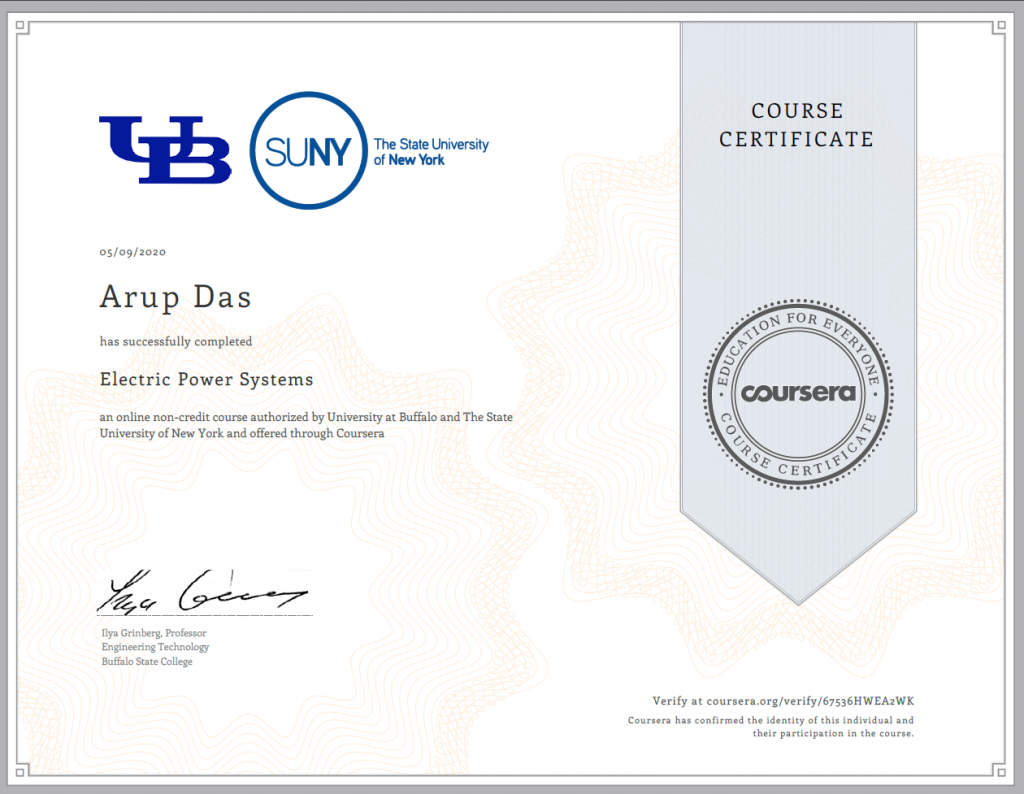 UB
SUNY
The State University
of New York
COURSE
CERTIFICATE
05/09/2020
Arup Das
has successfully completed
Electric Power Systems
an online non-credit course authorized by University at Buffalo and The State
University of New York and offered through Coursera
EDUCATION FOR EVERYONE
coursera
COURSE CERTIFICATE
Ilya Grinberg, Professor
Engineering Technology
Buffalo State College
Verify at coursera.org/verify/67536HWEA2WK
Coursera has confirmed the identity of this individual and
their participation in the course.